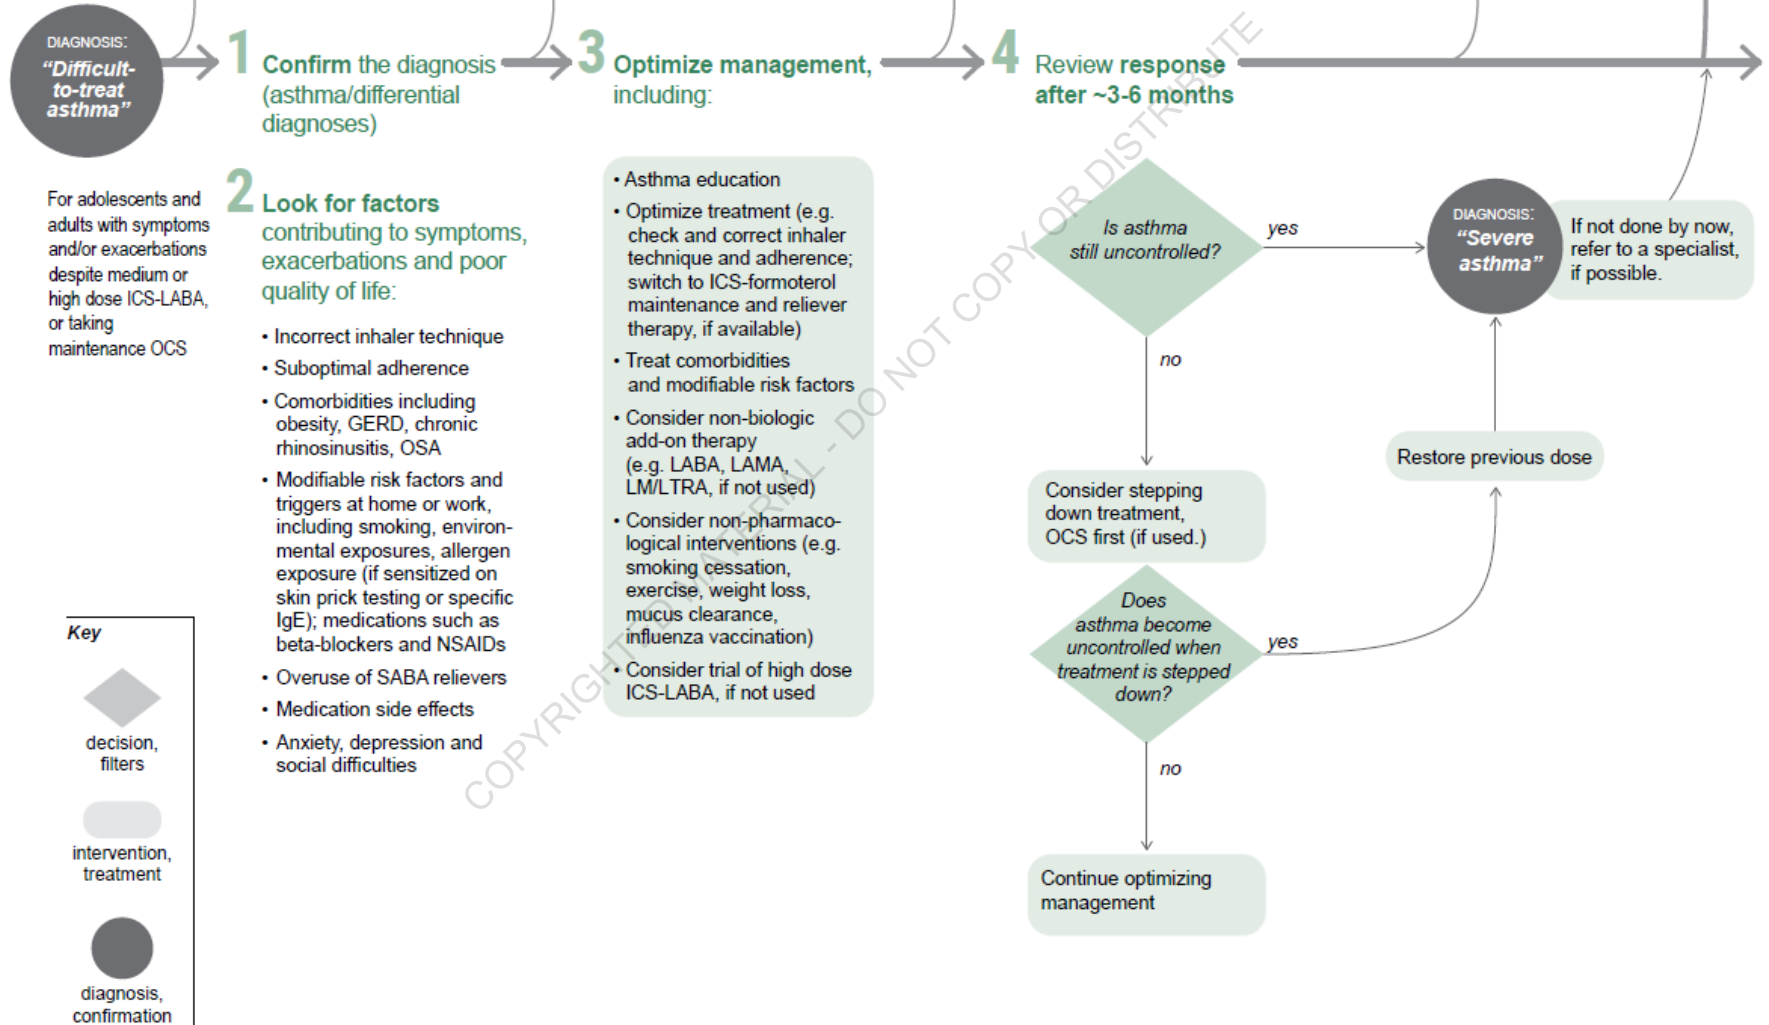 DIAGNOSIS:
“Difficult-
to-treat
asthma”
For adolescents and
adults with symptoms
and/or exacerbations
despite medium or
high dose ICS-LABA,
or taking
maintenance OCS
1 Confirm the diagnosis
(asthma/differential
diagnoses)
2 Look for factors
contributing to symptoms,
exacerbations and poor
quality of life:
• Incorrect inhaler technique
• Suboptimal adherence
• Comorbidities including
obesity, GERD, chronic
rhinosinusitis, OSA
• Modifiable risk factors and
triggers at home or work,
including smoking, environ-
mental exposures, allergen
exposure (if sensitized on
skin prick testing or specific
IgE); medications such as
beta-blockers and NSAIDs
• Overuse of SABA relievers
• Medication side effects
• Anxiety, depression and
social difficulties
3 Optimize management,
including:
• Asthma education
• Optimize treatment (e.g.
check and correct inhaler
technique and adherence;
switch to ICS-formoterol
maintenance and reliever
therapy, if available)
• Treat comorbidities
and modifiable risk factors
• Consider non-biologic
add-on therapy
(e.g. LABA, LAMA,
LM/LTRA, if not used)
• Consider non-pharmaco-
logical interventions (e.g.
smoking cessation,
exercise, weight loss,
mucus clearance,
influenza vaccination)
• Consider trial of high dose
ICS-LABA, if not used
4 Review response
after ~3-6 months
Is asthma
still uncontrolled?
yes
no
DIAGNOSIS:
“Severe
asthma”
If not done by now,
refer to a specialist,
if possible.
Restore previous dose
Consider stepping
down treatment,
OCS first (if used.)
Does
asthma become
uncontrolled when
treatment is stepped
down?
yes
no
Continue optimizing
management
Key
decision,
filters
intervention,
treatment
diagnosis,
confirmation
COPYRIGHTED MATERIAL - DO NOT COPY OR DISTRIBUTE